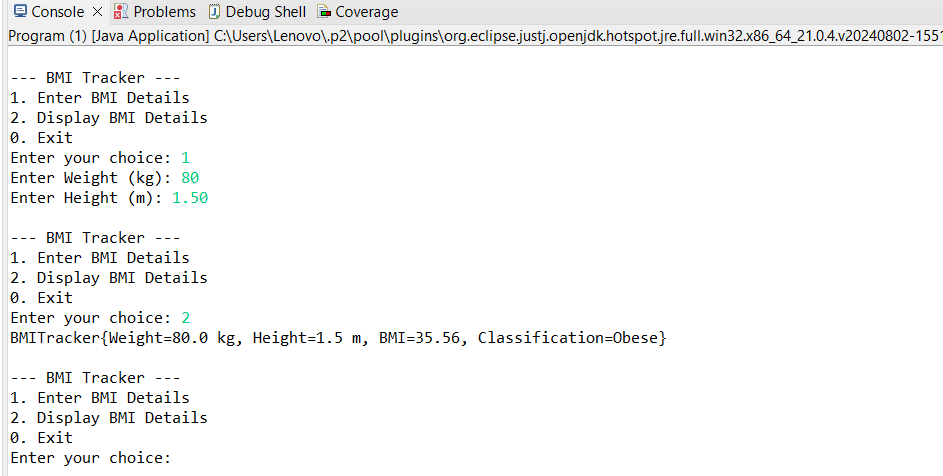 Console Problems Debug Shell Coverage
Program (1) [Java Application] C:\Users\Lenovo\.p2\pool\plugins\org.eclipse.justj.openjdk.hotspot.jre.full.win32.x86_64_21.0.4.v20240802-1551
--- BMI Tracker ---
1. Enter BMI Details
2. Display BMI Details
0. Exit
Enter your choice: 1
Enter Weight (kg): 80
Enter Height (m): 1.50
--- BMI Tracker ---
1. Enter BMI Details
2. Display BMI Details
0. Exit
Enter your choice: 2
BMITracker{Weight=80.0 kg, Height=1.5 m, BMI=35.56, Classification=Obese}
--- BMI Tracker ---
1. Enter BMI Details
2. Display BMI Details
0. Exit
Enter your choice: